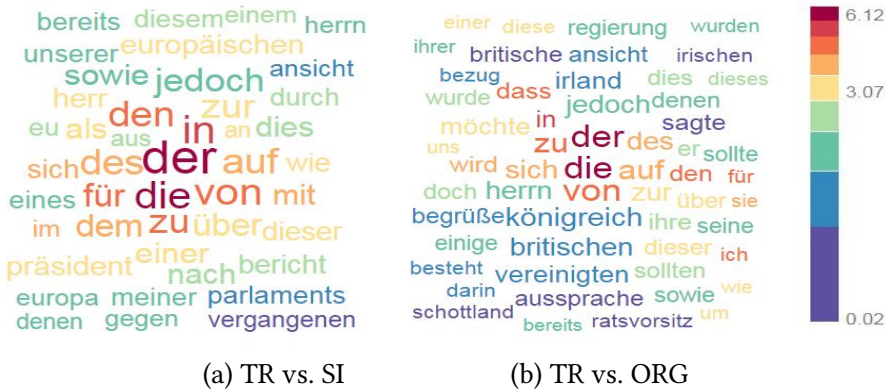 bereits diesem einem herrn
unserer europäischen
sowie jedoch ansicht
herr den zur durch
eu als aus in an dies
sich des der auf wie
eines für die von mit
im dem zu über dieser
präsident einer nach bericht
europa meiner parlaments
denen gegen vergangenen
(a) TR vs. SI
einer diese regierung wurden
ihrer britische ansicht irischen
bezug dass irland dies dieses
wurde in jedoch denen
möchte zu der des sagte
uns wird sich die auf er sollte
den für
doch herrn von zur über sie
begrüße königreich ihre seine
einige britischen dieser ich
besteht vereinigten sollten wie
darin aussprache sowie
schottland bereits ratsvorsitz um
(b) TR vs. ORG
6.12
3.07
0.02